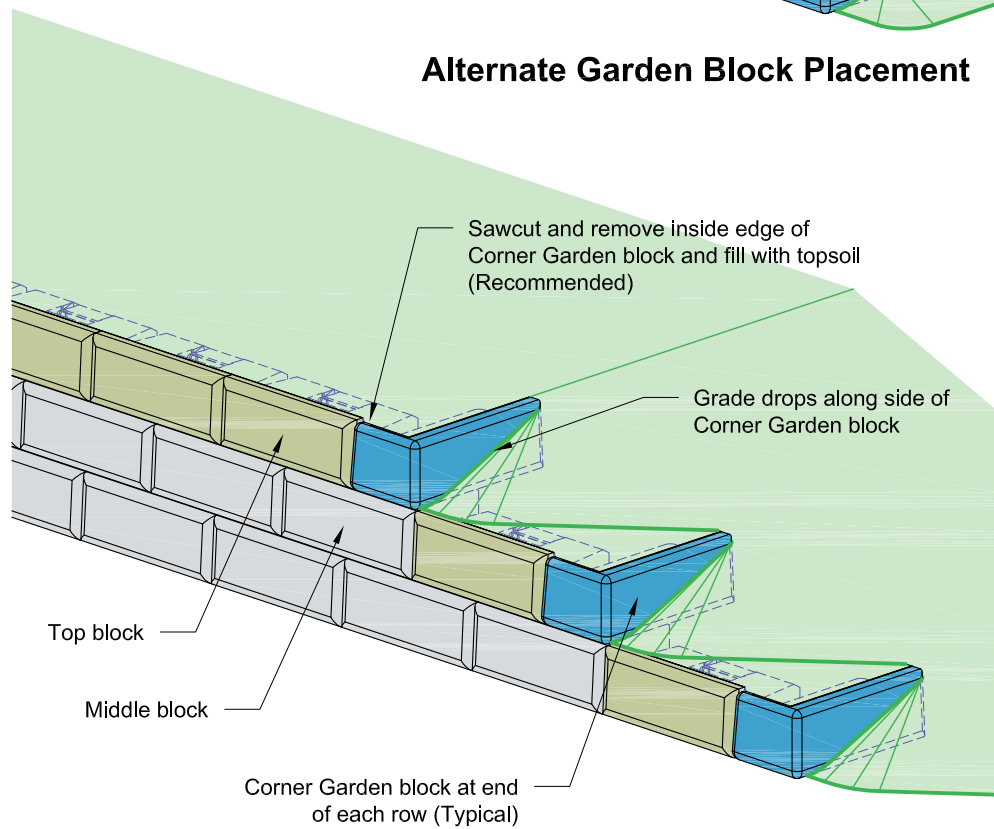 Alternate Garden Block Placement
Sawcut and remove inside edge of
Corner Garden block and fill with topsoil
(Recommended)
Grade drops along side of
Corner Garden block
Top block
Middle block
Corner Garden block at end
of each row (Typical)